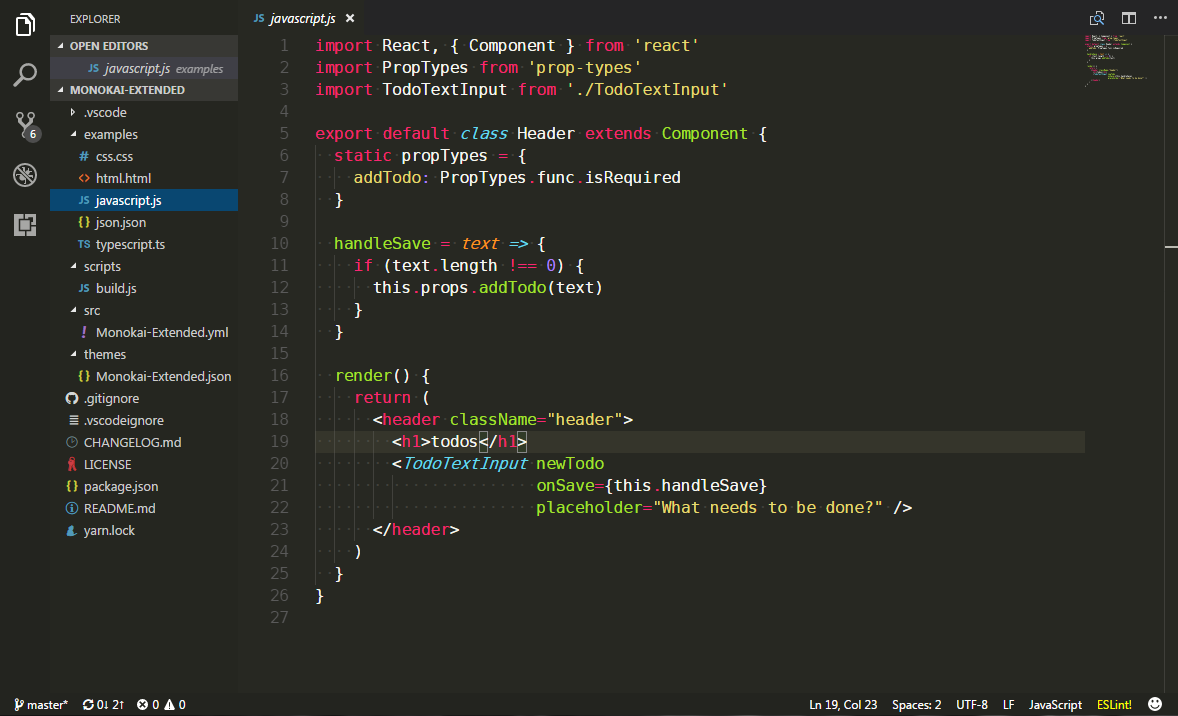 EXPLORER
OPEN EDITORS
JS javascript.js examples
MONOKAI-EXTENDED
.vscode
examples
# css.css
<> html.html
JS javascript.js
{} json.json
TS typescript.ts
scripts
JS build.js
src
! Monokai-Extended.yml
themes
{} Monokai-Extended.json
.gitignore
.vscodeignore
CHANGELOG.md
LICENSE
{} package.json
README.md
yarn.lock
6
JS javascript.js ×
1 import React, { Component } from 'react'
2 import PropTypes from 'prop-types'
3 import TodoTextInput from './TodoTextInput'
4
5 export default class Header extends Component {
6   static propTypes = {
7     addTodo: PropTypes.func.isRequired
8   }
9
10   handleSave = text => {
11     if (text.length !== 0) {
12       this.props.addTodo(text)
13     }
14   }
15
16   render() {
17     return (
18       <header className="header">
19         <h1>todos</h1>
20         <TodoTextInput newTodo
21                        onSave={this.handleSave}
22                        placeholder="What needs to be done?" />
23       </header>
24     )
25   }
26 }
27
master* 0↓ 2↑ 0 0 Ln 19, Col 23 Spaces: 2 UTF-8 LF JavaScript ESLint!